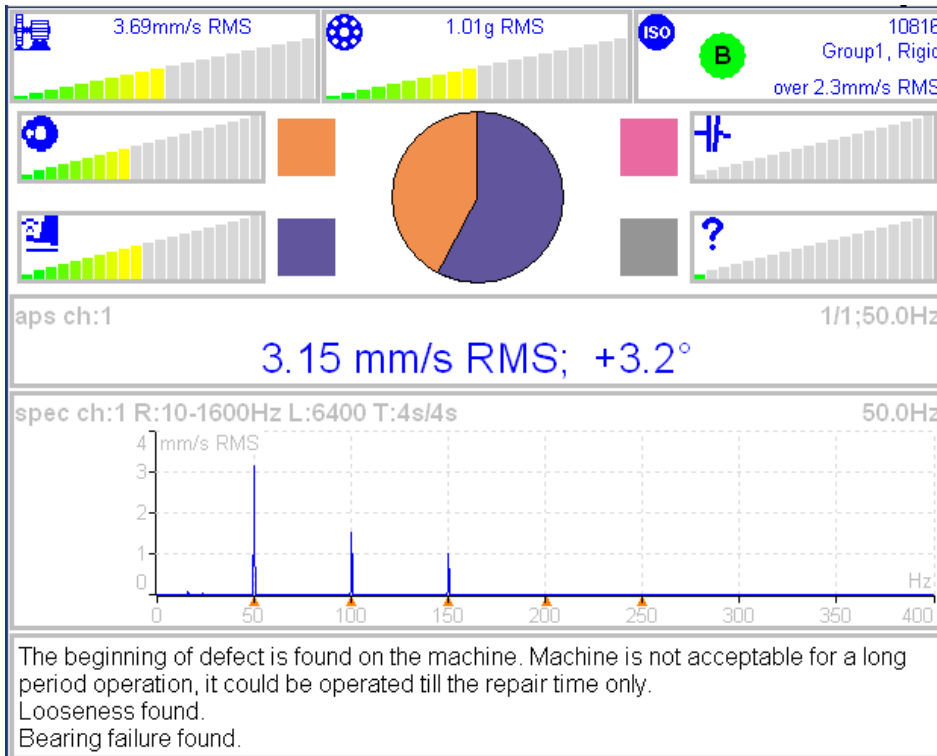 3.69mm/s RMS
1.01g RMS
ISO
B
10816
Group1, Rigid
over 2.3mm/s RMS
?
aps ch:1
1/1;50.0Hz
3.15 mm/s RMS; +3.2°
spec ch:1 R:10-1600Hz L:6400 T:4s/4s
50.0Hz
4 mm/s RMS
3
2
1
0
Hz
0 50 100 150 200 250 300 350 400
The beginning of defect is found on the machine. Machine is not acceptable for a long
period operation, it could be operated till the repair time only.
Looseness found.
Bearing failure found.